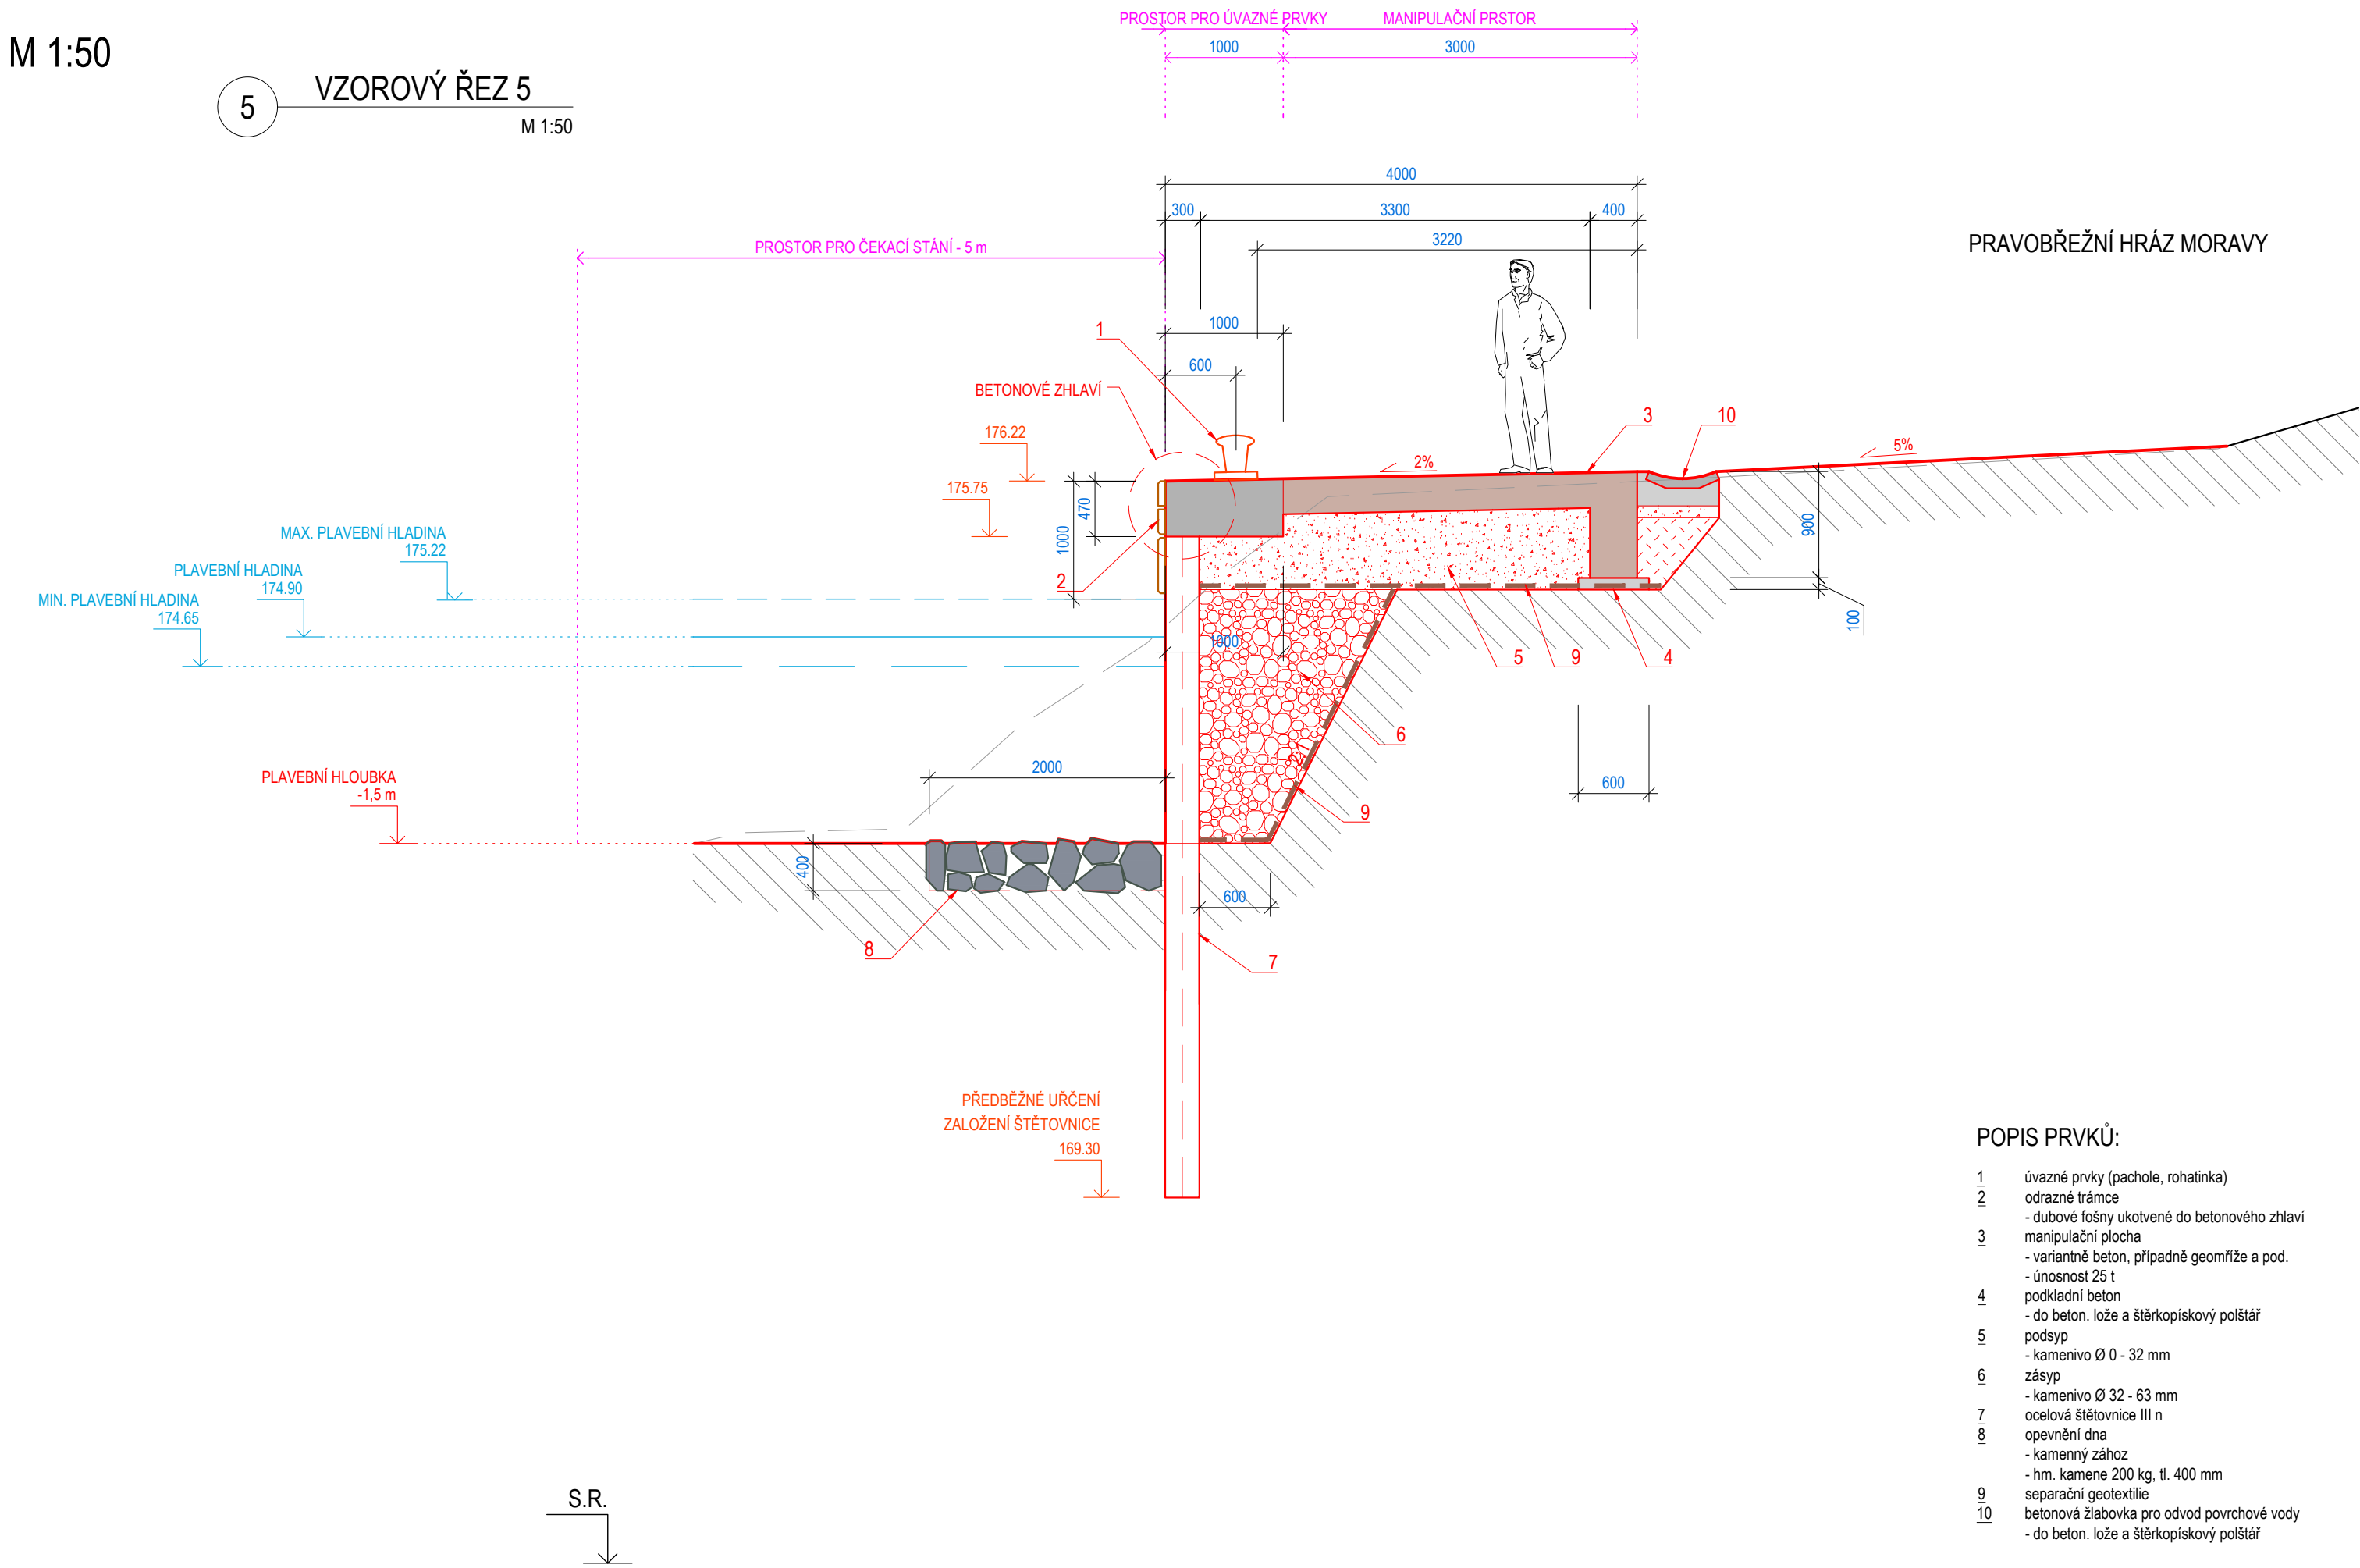 PROSTOR PRO ÚVAZNÉ PRVKY
MANIPULAČNÍ PRSTOR
1000
3000
M 1:50
5
VZOROVÝ ŘEZ 5
M 1:50
4000
300
3300
400
3220
PROSTOR PRO ČEKACÍ STÁNÍ - 5 m
PRAVOBŘEŽNÍ HRÁZ MORAVY
1
1000
600
BETONOVÉ ZHLAVÍ
3
10
176.22
2%
5%
175.75
470
1000
900
MAX. PLAVEBNÍ HLADINA
175.22
PLAVEBNÍ HLADINA
174.90
2
MIN. PLAVEBNÍ HLADINA
174.65
100
1000
5
9
4
6
2:1
2000
PLAVEBNÍ HLOUBKA
-1,5 m
600
9
400
600
8
7
PŘEDBĚŽNÉ UŘČENÍ
ZALOŽENÍ ŠTĚTOVNICE
169.30
POPIS PRVKŮ:
1 úvazné prvky (pachole, rohatinka)
2 odrazné trámce
- dubové fošny ukotvené do betonového zhlaví
3 manipulační plocha
- variantně beton, případně geomříže a pod.
- únosnost 25 t
4 podkladní beton
- do beton. lože a štěrkopískový polštář
5 podsyp
- kamenivo Ø 0 - 32 mm
6 zásyp
- kamenivo Ø 32 - 63 mm
7 ocelová štětovnice III n
8 opevnění dna
- kamenný zához
- hm. kamene 200 kg, tl. 400 mm
9 separační geotextilie
10 betonová žlabovka pro odvod povrchové vody
- do beton. lože a štěrkopískový polštář
S.R.